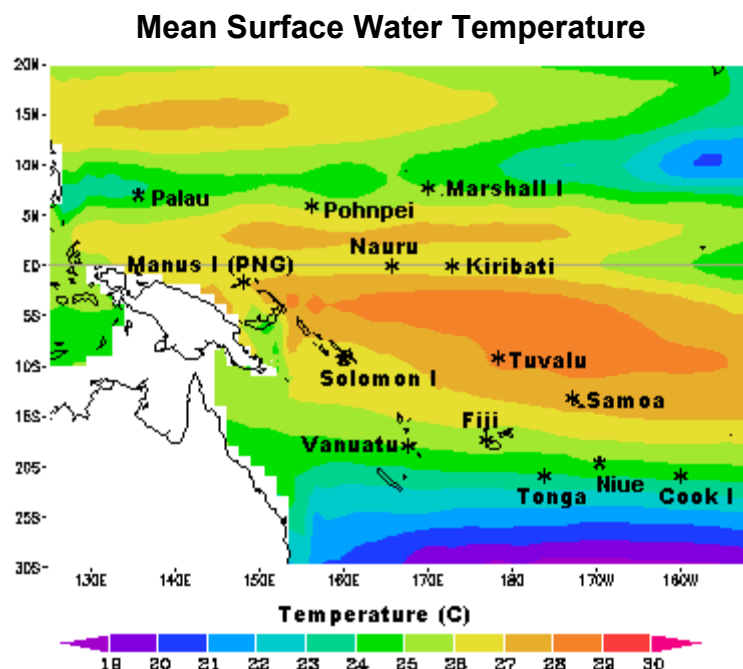 Mean Surface Water Temperature
20N
15N
10N
Palau
Marshall I
5N
Pohnpei
Nauru
Manus I (PNG)
EQ
Kiribati
5S
10S
Solomon I
Tuvalu
Samoa
15S
Fiji
Vanuatu
20S
Tonga
Niue
Cook I
25S
30S
130E 140E 150E 160E 170E 180 170W 160W
Temperature (C)
19 20 21 22 23 24 25 26 27 28 29 30